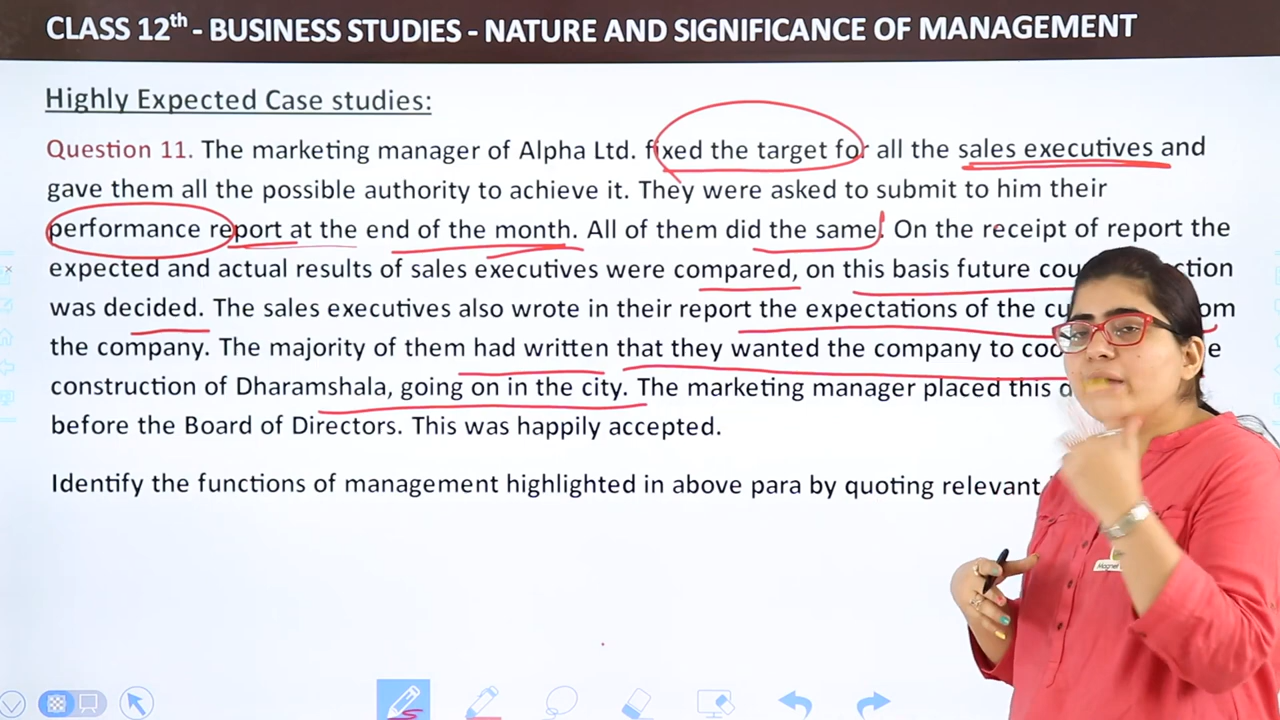 CLASS 12th - BUSINESS STUDIES - NATURE AND SIGNIFICANCE OF MANAGEMENT
Highly Expected Case studies:
Question 11. The marketing manager of Alpha Ltd. fixed the target for all the sales executives and
gave them all the possible authority to achieve it. They were asked to submit to him their
performance report at the end of the month. All of them did the same. On the receipt of report the
expected and actual results of sales executives were compared, on this basis future
was decided. The sales executives also wrote in their report the expectations of the
the company. The majority of them had written that they wanted the company to
construction of Dharamshala, going on in the city. The marketing manager placed this
before the Board of Directors. This was happily accepted.
Identify the functions of management highlighted in above para by quoting relevant